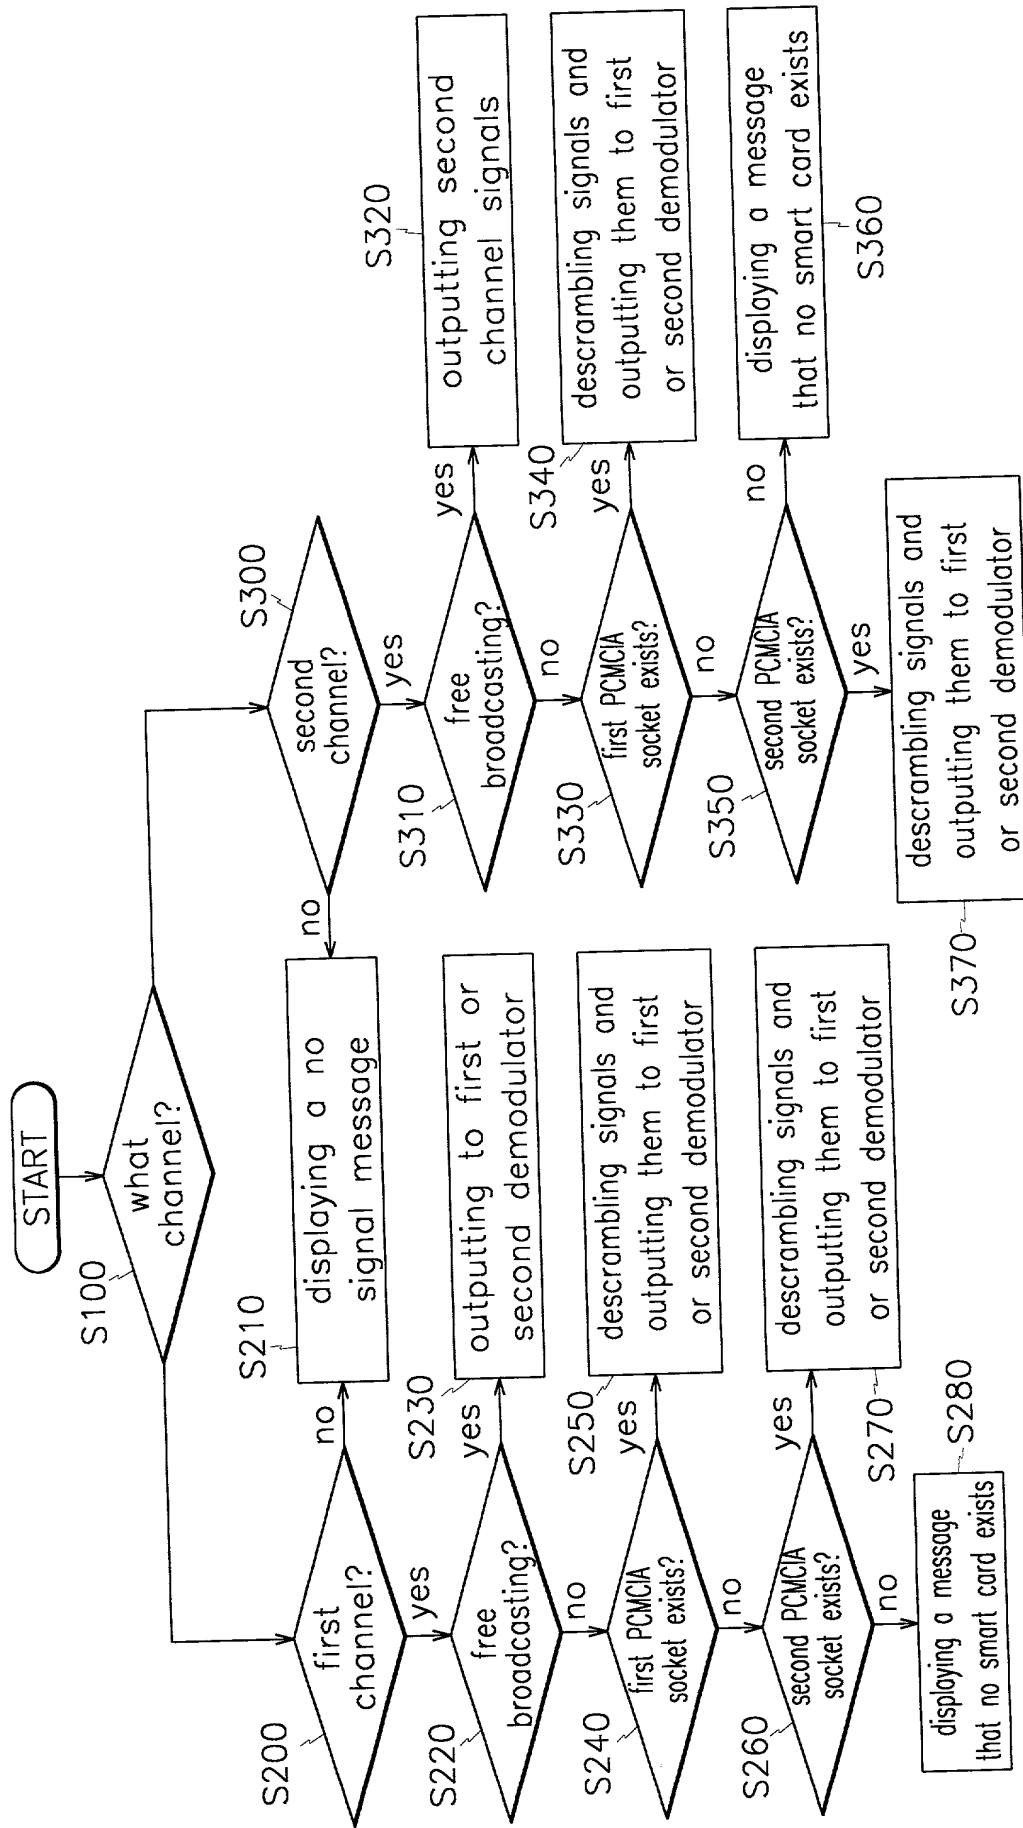 START
S100
what
channel?
S200
first
channel?
no
yes
S210
displaying a no
signal message
S220
free
broadcasting?
yes
no
S230
outputting to first or
second demodulator
S240
first PCMCIA
socket exists?
yes
no
S250
descrambling signals and
outputting them to first
or second demodulator
S260
second PCMCIA
socket exists?
yes
no
S270
descrambling signals and
outputting them to first
or second demodulator
S280
displaying a message
that no smart card exists
S300
second
channel?
no
yes
S310
free
broadcasting?
yes
no
S320
outputting second
channel signals
S330
first PCMCIA
socket exists?
yes
no
S340
descrambling signals and
outputting them to first
or second demodulator
S350
second PCMCIA
socket exists?
no
yes
S360
displaying a message
that no smart card exists
S370
descrambling signals and
outputting them to first
or second demodulator